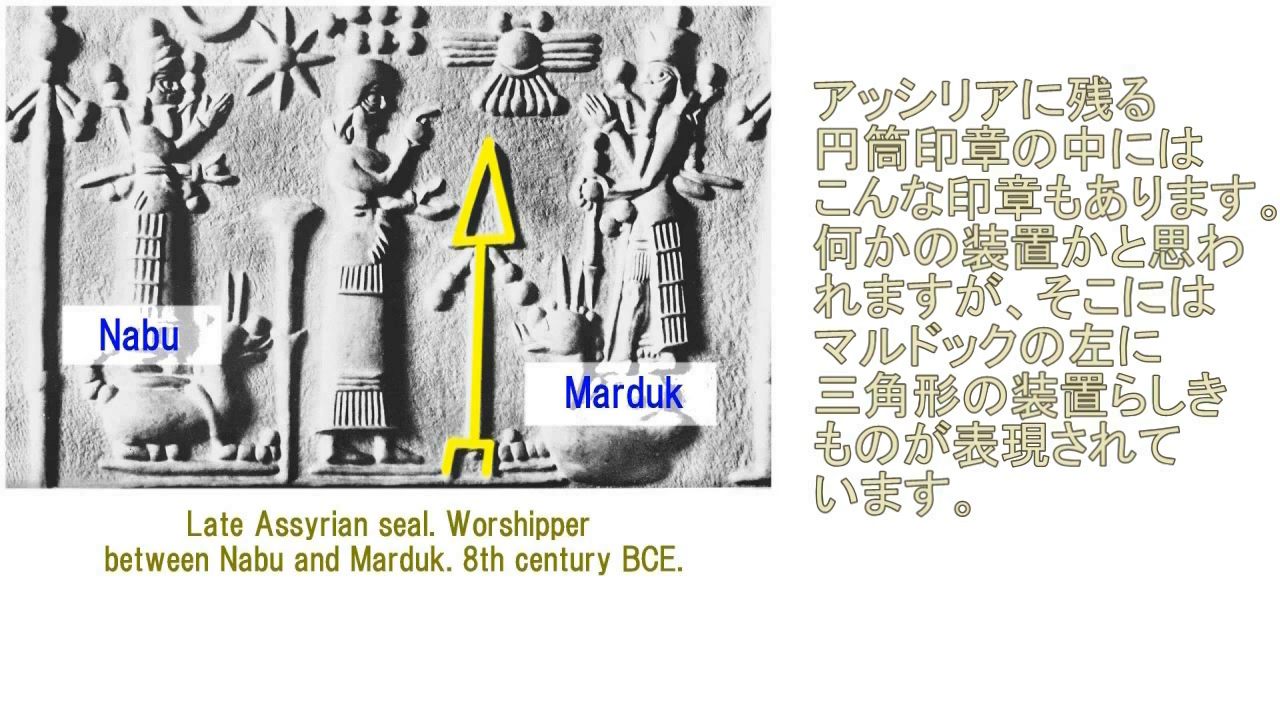 Nabu
Marduk
Late Assyrian seal. Worshipper
between Nabu and Marduk. 8th century BCE.
アッシリアに残る
円筒印章の中には
こんな印章もあります。
何かの装置かと思わ
れますが、そこには
マルドックの左に
三角形の装置らしき
ものが表現されて
います。